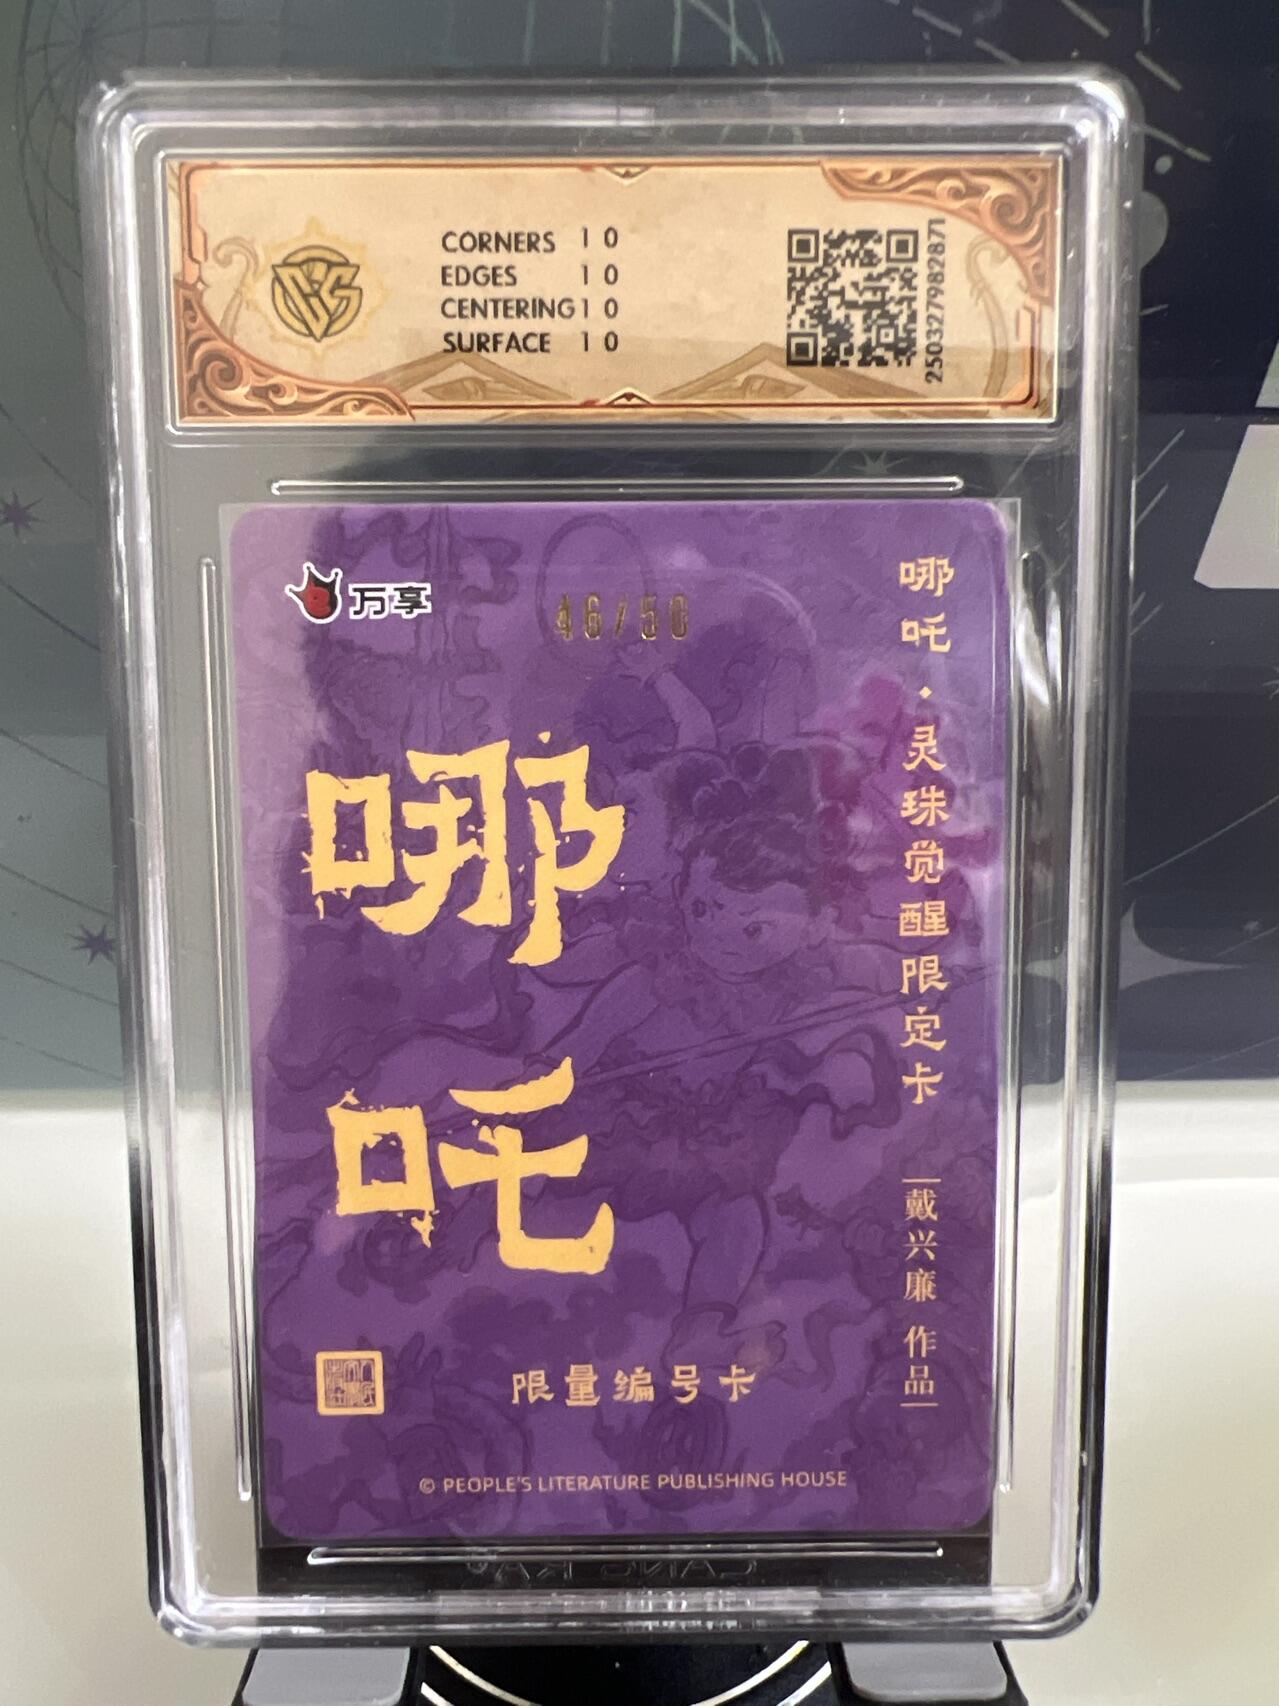 CORNERS 10
EDGES 10
CENTERING 10
SURFACE 10
250327982871
万享
46/50
哪吒
哪吒·灵珠觉醒限定卡
戴兴廉 作品
限量编号卡
© PEOPLE'S LITERATURE PUBLISHING HOUSE